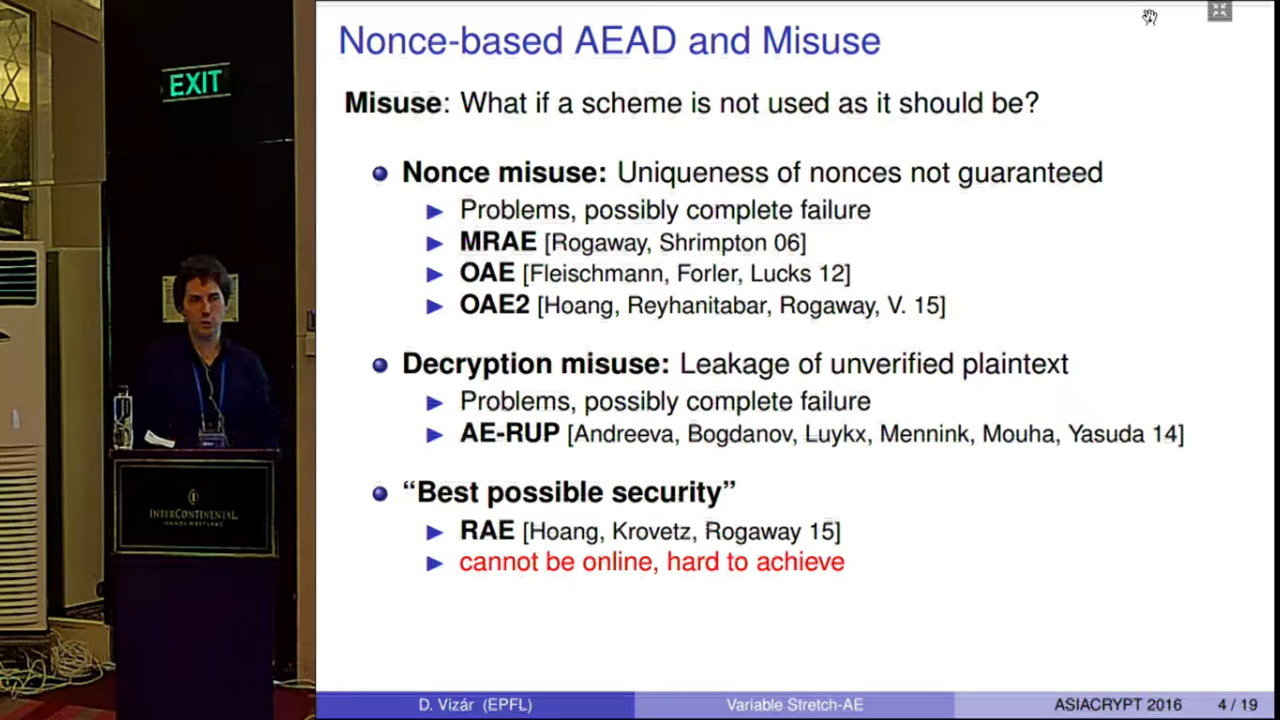 EXIT
INTERCONTINENTAL
HANOI WESTLAKE
Nonce-based AEAD and Misuse
Misuse: What if a scheme is not used as it should be?
Nonce misuse: Uniqueness of nonces not guaranteed
Problems, possibly complete failure
MRAE [Rogaway, Shrimpton 06]
OAE [Fleischmann, Forler, Lucks 12]
OAE2 [Hoang, Reyhanitabar, Rogaway, V. 15]
Decryption misuse: Leakage of unverified plaintext
Problems, possibly complete failure
AE-RUP [Andreeva, Bogdanov, Luykx, Mennink, Mouha, Yasuda 14]
“Best possible security”
RAE [Hoang, Krovetz, Rogaway 15]
cannot be online, hard to achieve
D. Vizár (EPFL) Variable Stretch-AE ASIACRYPT 2016 4 / 19